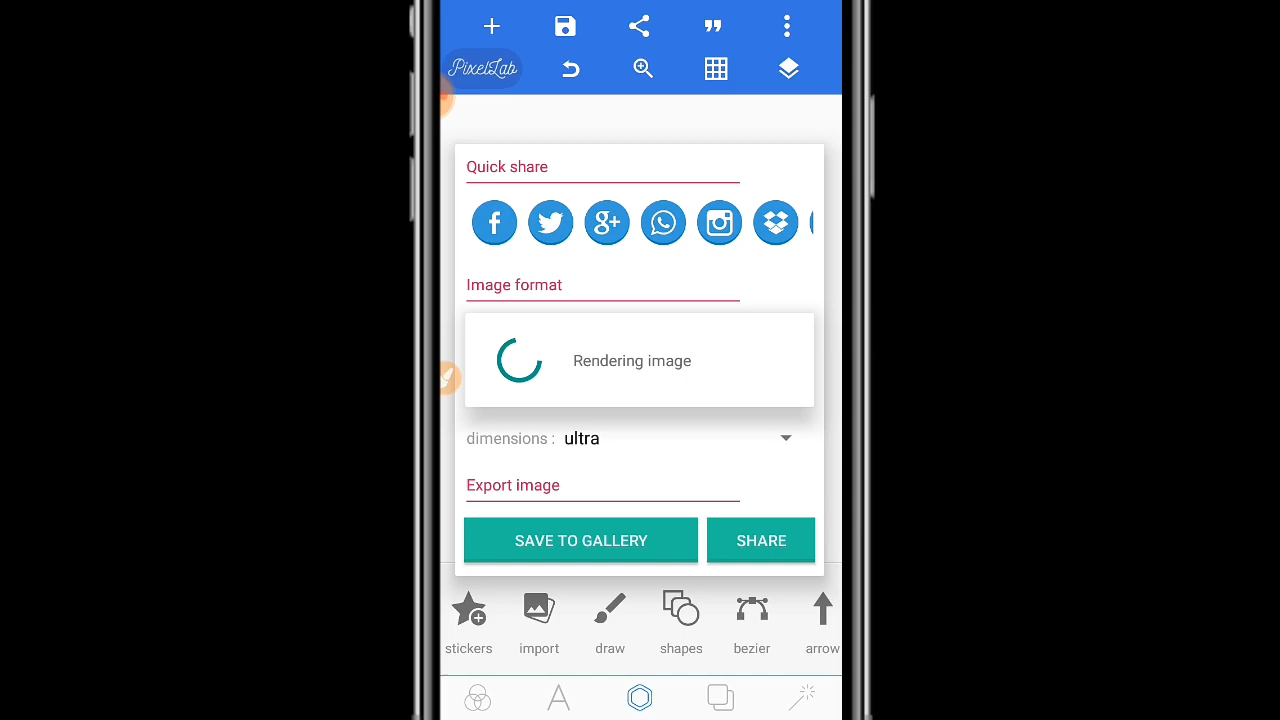 PixelLab
Quick share
Image format
Rendering image
dimensions : ultra
Export image
SAVE TO GALLERY SHARE
stickers import draw shapes bezier arrow